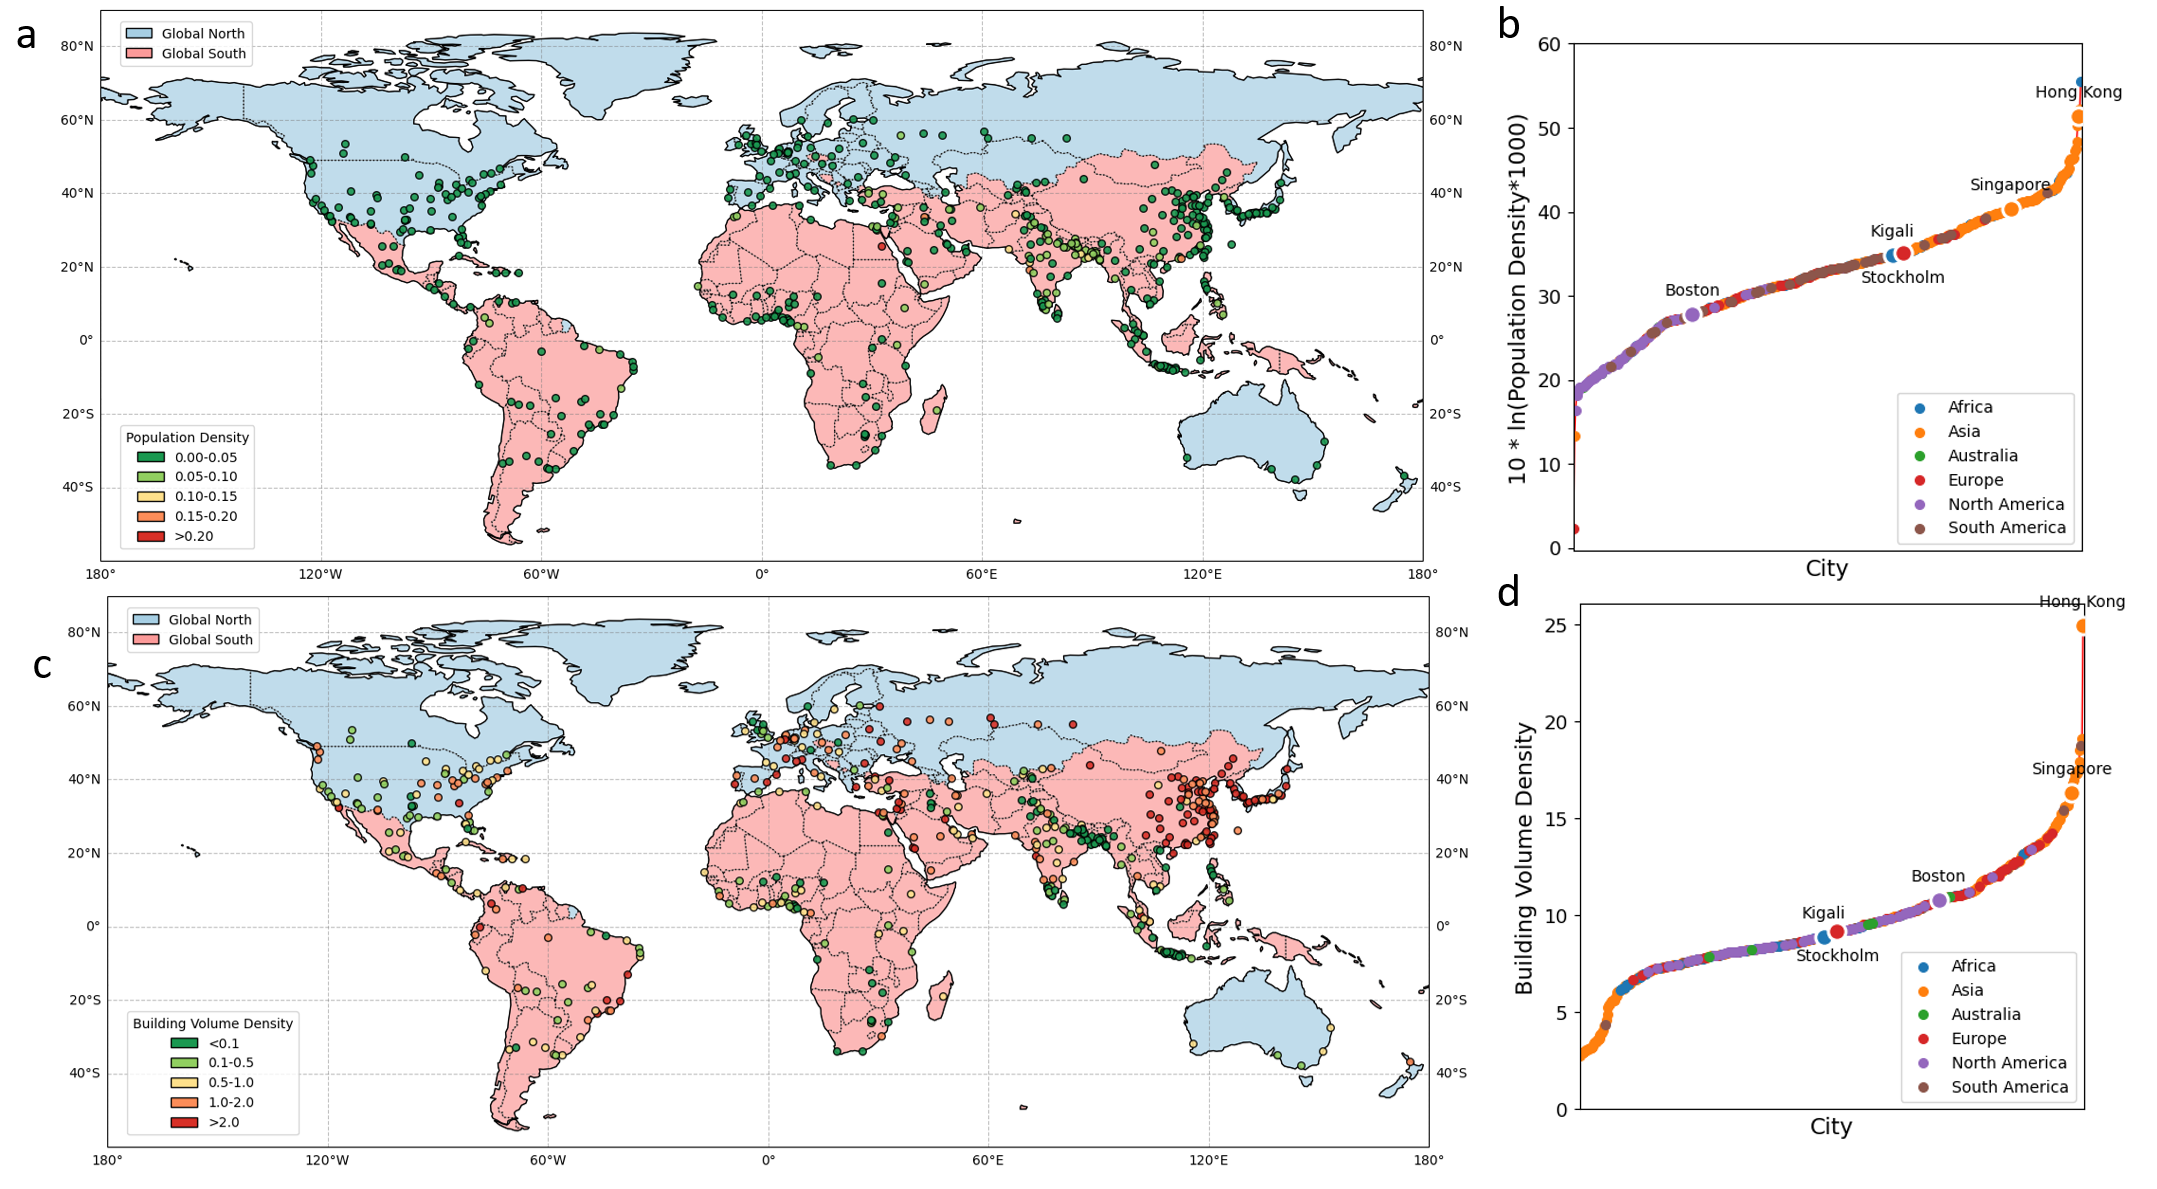 a
Global North
Global South
80°N
60°N
40°N
20°N
0°
20°S
40°S
80°N
60°N
40°N
20°N
0°
20°S
40°S
Population Density
0.00-0.05
0.05-0.10
0.10-0.15
0.15-0.20
>0.20
180°
120°W
60°W
0°
60°E
120°E
180°
b
10 * ln(Population Density*1000)
60
50
40
30
20
10
0
Hong Kong
Singapore
Kigali
Stockholm
Boston
Africa
Asia
Australia
Europe
North America
South America
City
c
Global North
Global South
80°N
60°N
40°N
20°N
0°
20°S
40°S
80°N
60°N
40°N
20°N
0°
20°S
40°S
Building Volume Density
<0.1
0.1-0.5
0.5-1.0
1.0-2.0
>2.0
180°
120°W
60°W
0°
60°E
120°E
180°
d
Building Volume Density
25
20
15
10
5
0
Hong Kong
Singapore
Boston
Kigali
Stockholm
Africa
Asia
Australia
Europe
North America
South America
City